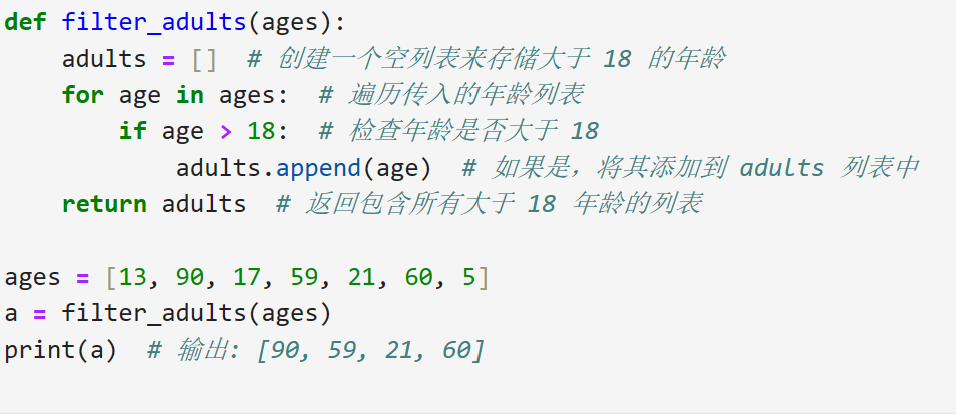 def filter_adults(ages):
    adults = []  # 创建一个空列表来存储大于 18 的年龄
    for age in ages:  # 遍历传入的年龄列表
        if age > 18:  # 检查年龄是否大于 18
            adults.append(age)  # 如果是，将其添加到 adults 列表中
    return adults  # 返回包含所有大于 18 年龄的列表

ages = [13, 90, 17, 59, 21, 60, 5]
a = filter_adults(ages)
print(a)  # 输出: [90, 59, 21, 60]